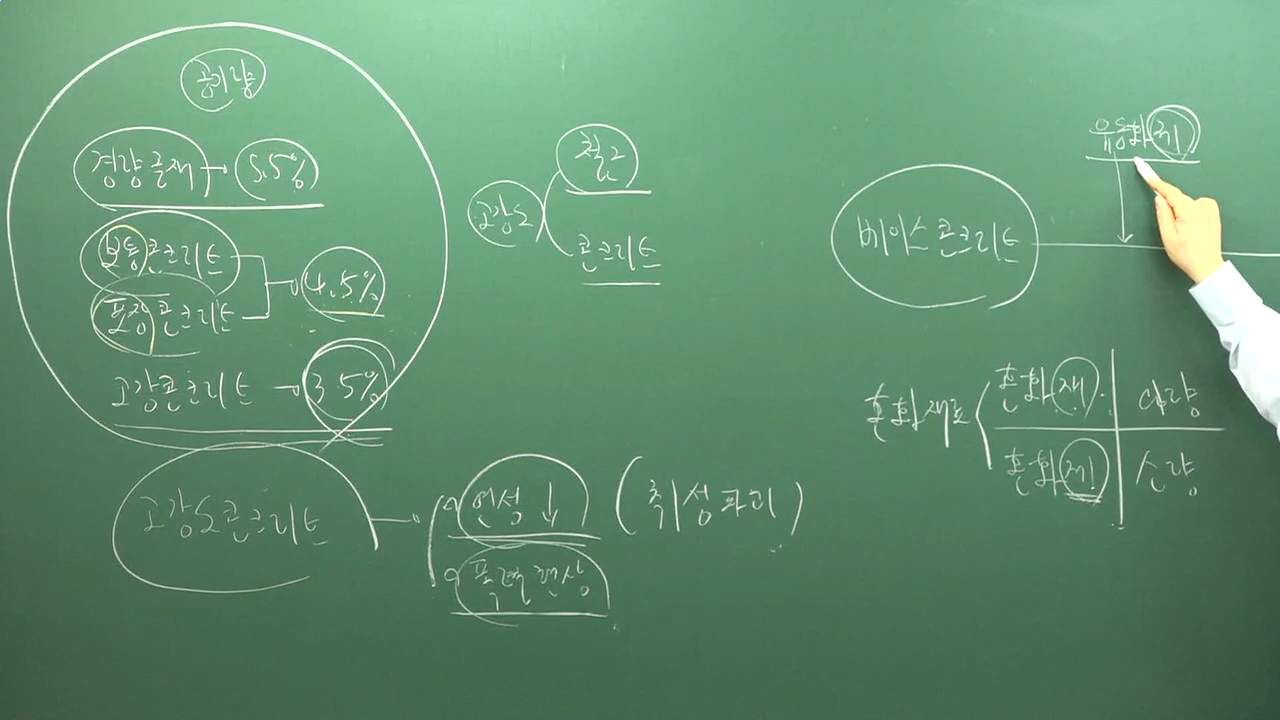 공기량
경량골재 5.5%
보통콘크리트
포장콘크리트
4.5%
고강콘크리트 3.5%
고강도
철근
콘크리트
고강도콘크리트
연성↓ (취성파괴)
폭렬현상
유동화제
베이스콘크리트
혼화재료
혼화재 다량
혼화제 소량